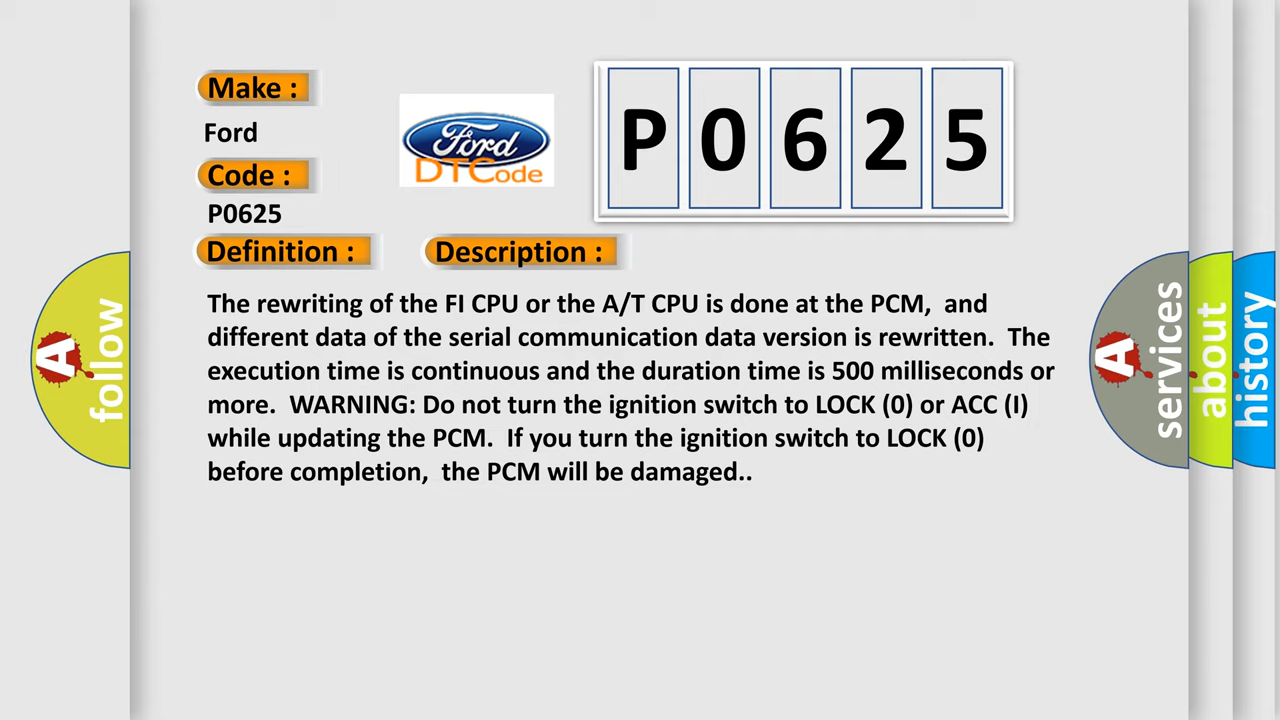 Make :
Ford
Code :
P0625
Definition :
Description :
Ford
DTCode
P0625
The rewriting of the FI CPU or the A/T CPU is done at the PCM, and
different data of the serial communication data version is rewritten. The
execution time is continuous and the duration time is 500 milliseconds or
more. WARNING: Do not turn the ignition switch to LOCK (0) or ACC (I)
while updating the PCM. If you turn the ignition switch to LOCK (0)
before completion, the PCM will be damaged..
A
follow
A
services
about
history